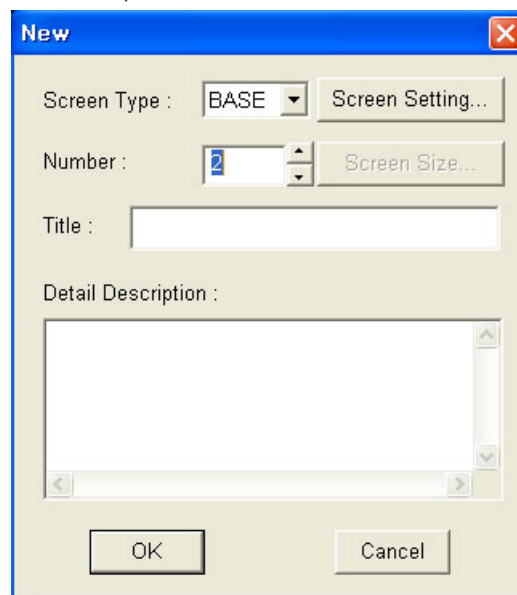 New
Screen Type : BASE Screen Setting...
Number : 2 Screen Size...
Title :
Detail Description :
OK Cancel